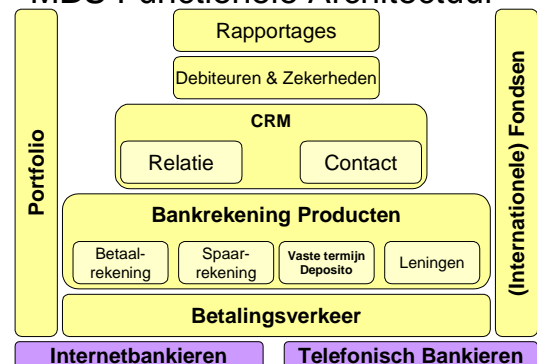 MBS Functionele Architectuur
Rapportages
Debiteuren & Zekerheden
CRM
Relatie
Contact
Portfolio
(Internationele) Fondsen
Bankrekening Producten
Betaal-
rekening
Spaar-
rekening
Vaste termijn
Deposito
Leningen
Betalingsverkeer
Internetbankieren
Telefonisch Bankieren